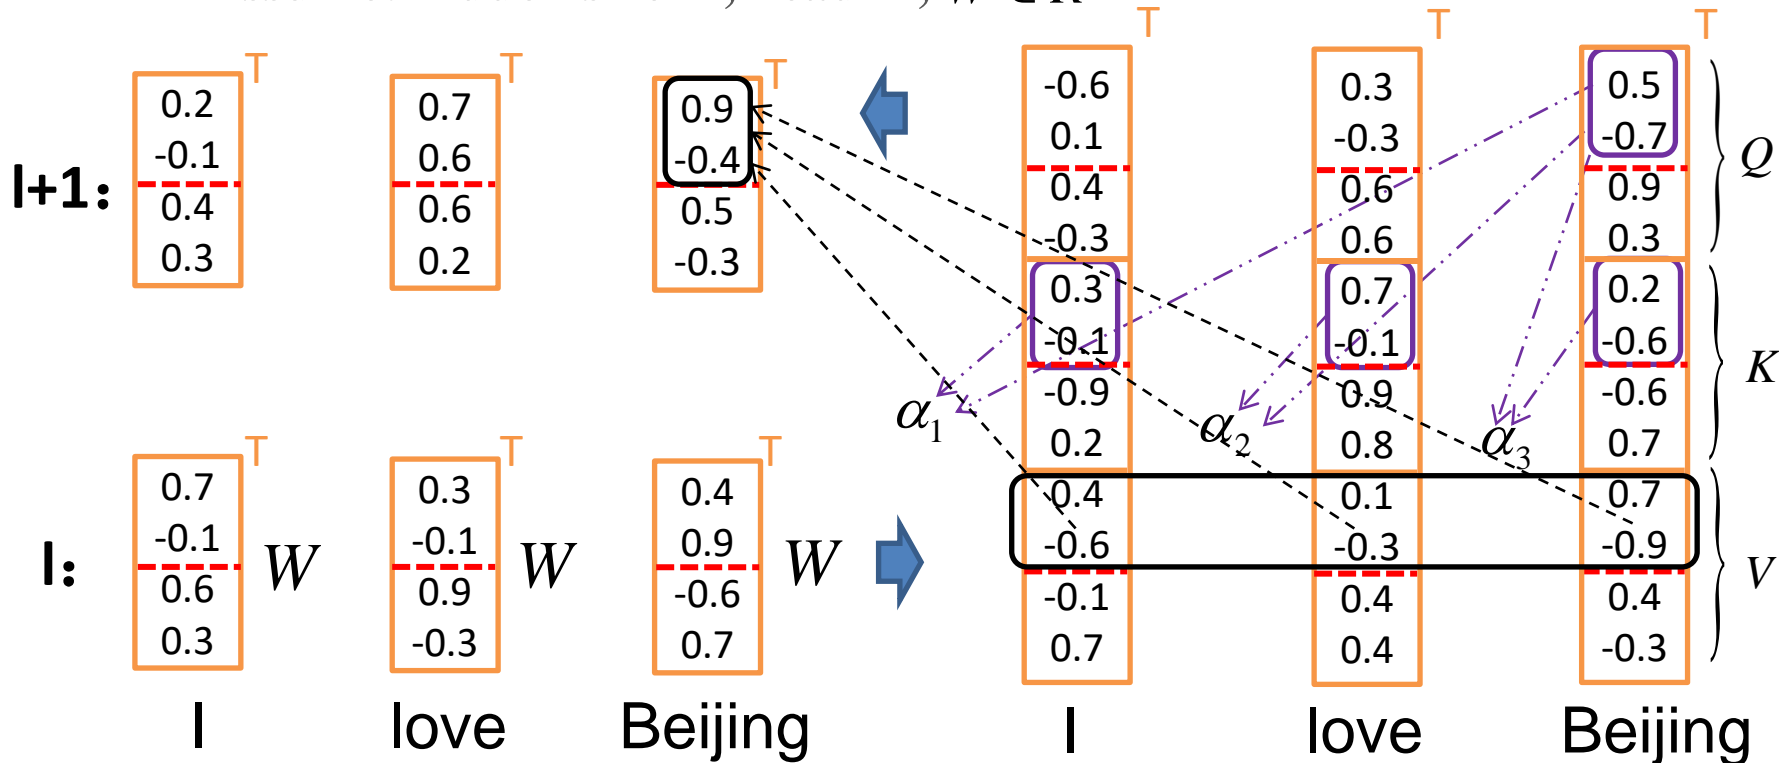 W ∈ R
T T T T T T
l+1:
0.2 0.7 0.9
-0.1 0.6 -0.4
0.4 0.6 0.5
0.3 0.2 -0.3
-0.6 0.3 0.5
0.1 -0.3 -0.7
0.4 0.6 0.9
-0.3 0.6 0.3
Q
0.3 0.7 0.2
-0.1 -0.1 -0.6
-0.9 0.9 -0.6
0.2 0.8 0.7
K
α1 α2 α3
0.4 0.1 0.7
-0.6 -0.3 -0.9
-0.1 0.4 0.4
0.7 0.4 -0.3
V
T T T
l:
0.7 0.3 0.4
-0.1 -0.1 0.9
W W W
0.6 0.9 -0.6
0.3 -0.3 0.7
I love Beijing I love Beijing